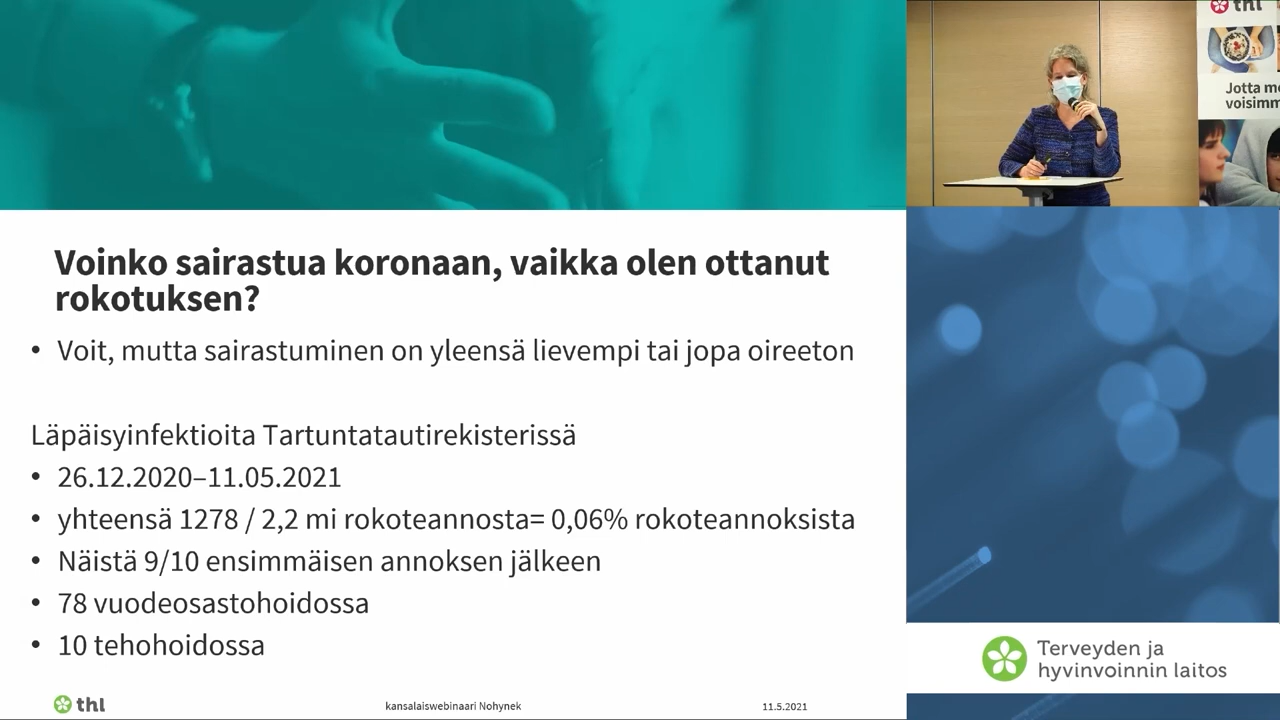 thl
Jotta
voisimm
Voinko sairastua koronaan, vaikka olen ottanut
rokotuksen?
• Voit, mutta sairastuminen on yleensä lievempi tai jopa oireeton
Läpäisyinfektioita Tartuntatautirekisterissä
• 26.12.2020–11.05.2021
• yhteensä 1278 / 2,2 mi rokoteannosta= 0,06% rokoteannoksista
• Näistä 9/10 ensimmäisen annoksen jälkeen
• 78 vuodeosastohoidossa
• 10 tehohoidossa
Terveyden ja
hyvinvoinnin laitos
thl
kansalaiswebinaari Nohynek
11.5.2021